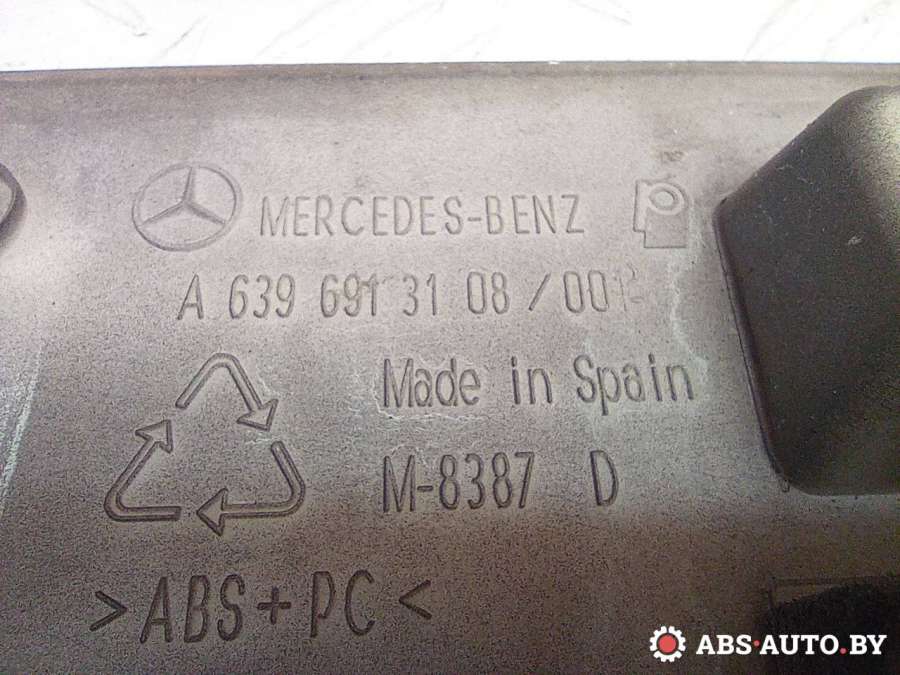 MERCEDES-BENZ
A 639 691 31 08 / 001
Made in Spain
M-8387 D
>ABS+PC<
ABS-AUTO.BY